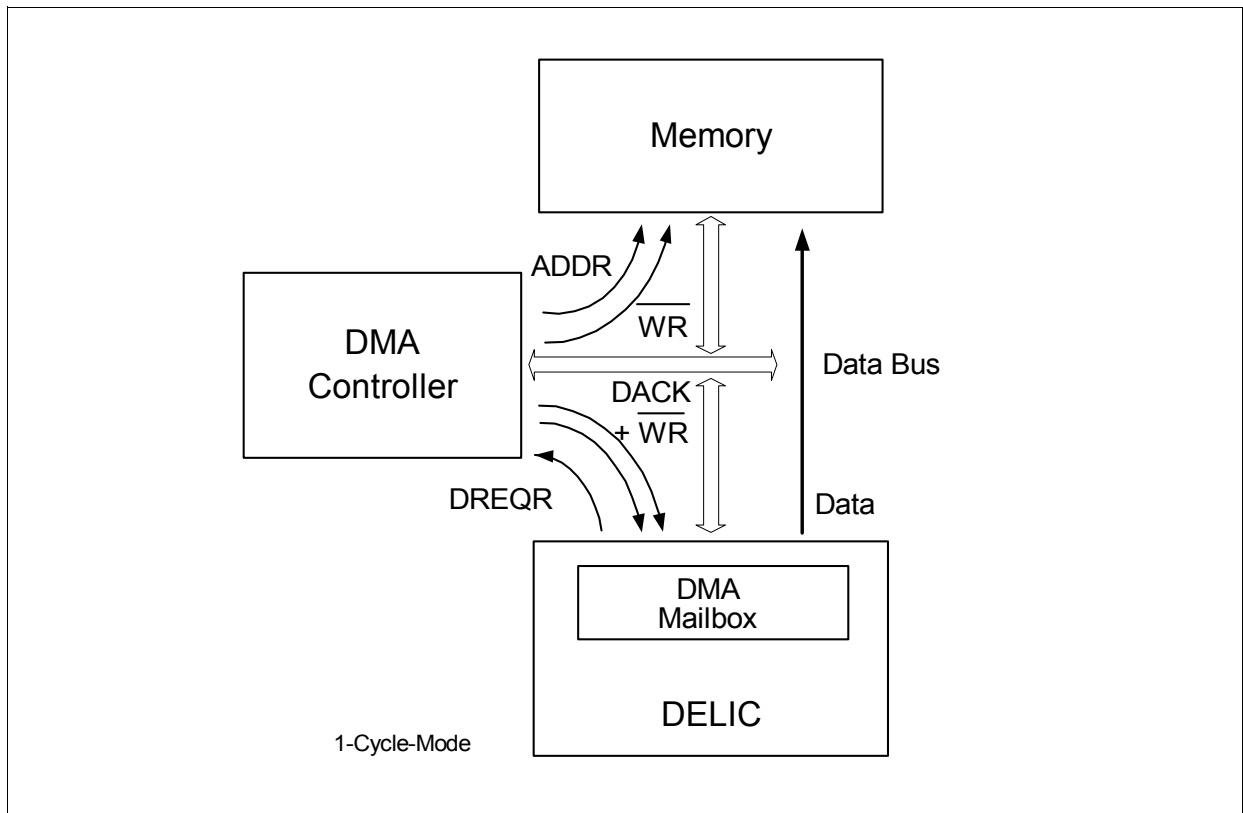 Memory
ADDR
WR
DMA
Controller
Data Bus
DACK
+ WR
DREQR
Data
DMA
Mailbox
DELIC
1-Cycle-Mode